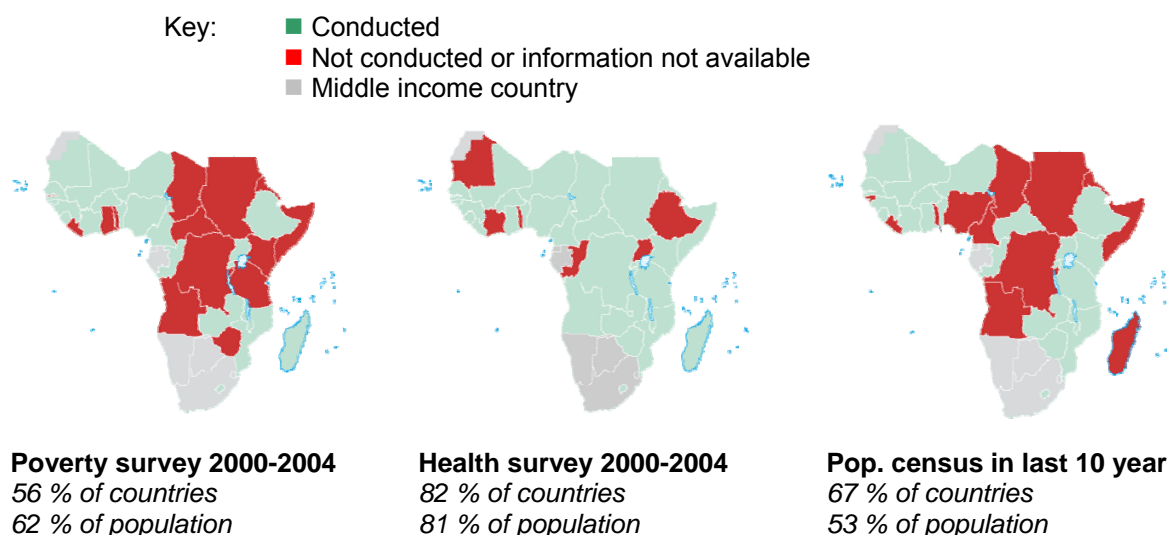 Key:
Conducted
Not conducted or information not available
Middle income country
Poverty survey 2000-2004
56 % of countries
62 % of population
Health survey 2000-2004
82 % of countries
81 % of population
Pop. census in last 10 year
67 % of countries
53 % of population